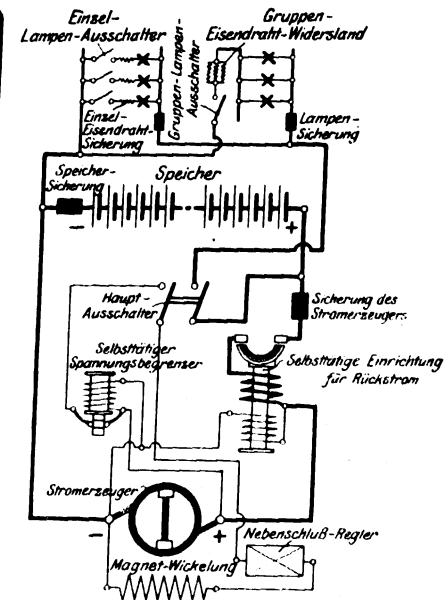 Einzel-
Lampen-Ausschalter
Gruppen-
Eisendraht-Widerstand
Gruppen-Lampen-
Ausschalter
Einzel-
Eisendraht-
Sicherung
Lampen-
Sicherung
Speicher-
Sicherung
Speicher
−
+
Haupt-
Ausschalter
Sicherung des
Stromerzeugers
Selbsttätiger
Spannungsbegrenzer
Selbsttätige Einrichtung
für Rückstrom
Stromerzeuger
−
+
Nebenschluß-Regler
Magnet-Wickelung